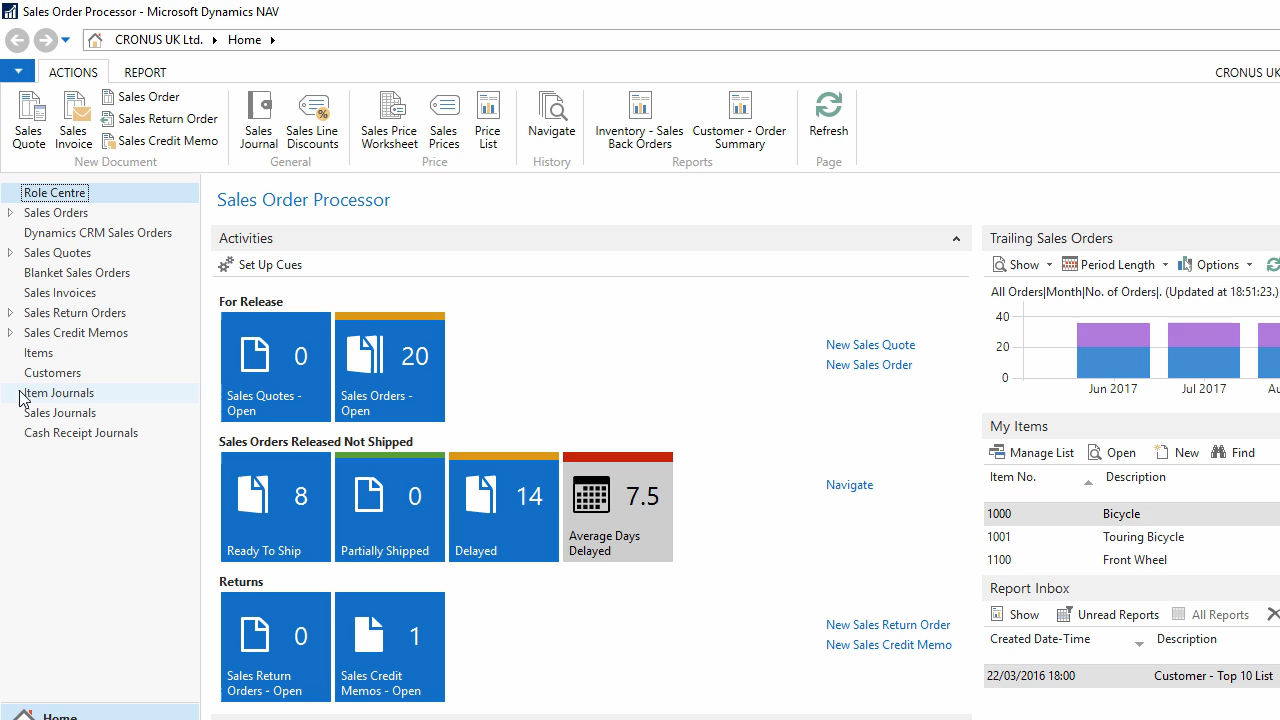 Sales Order Processor - Microsoft Dynamics NAV
CRONUS UK Ltd. Home
ACTIONS REPORT CRONUS UK
Sales Quote
Sales Invoice
Sales Order
Sales Return Order
Sales Credit Memo
New Document
Sales Journal
Sales Line Discounts
General
Sales Price Worksheet
Sales Prices
Price List
Price
Navigate
History
Inventory - Sales Back Orders
Customer - Order Summary
Reports
Refresh
Page
Role Centre
Sales Orders
Dynamics CRM Sales Orders
Sales Quotes
Blanket Sales Orders
Sales Invoices
Sales Return Orders
Sales Credit Memos
Items
Customers
Item Journals
Sales Journals
Cash Receipt Journals
Home
Sales Order Processor
Activities
Set Up Cues
For Release
0
Sales Quotes -
Open
20
Sales Orders -
Open
New Sales Quote
New Sales Order
Sales Orders Released Not Shipped
8
Ready To Ship
0
Partially Shipped
14
Delayed
7.5
Average Days
Delayed
Navigate
Returns
0
Sales Return
Orders - Open
1
Sales Credit
Memos - Open
New Sales Return Order
New Sales Credit Memo
Trailing Sales Orders
Show Period Length Options
All Orders|Month|No. of Orders|. (Updated at 18:51:23.)
40
20
0
Jun 2017 Jul 2017 Au
My Items
Manage List Open New Find
Item No. Description
1000 Bicycle
1001 Touring Bicycle
1100 Front Wheel
Report Inbox
Show Unread Reports All Reports
Created Date-Time Description
22/03/2016 18:00 Customer - Top 10 List